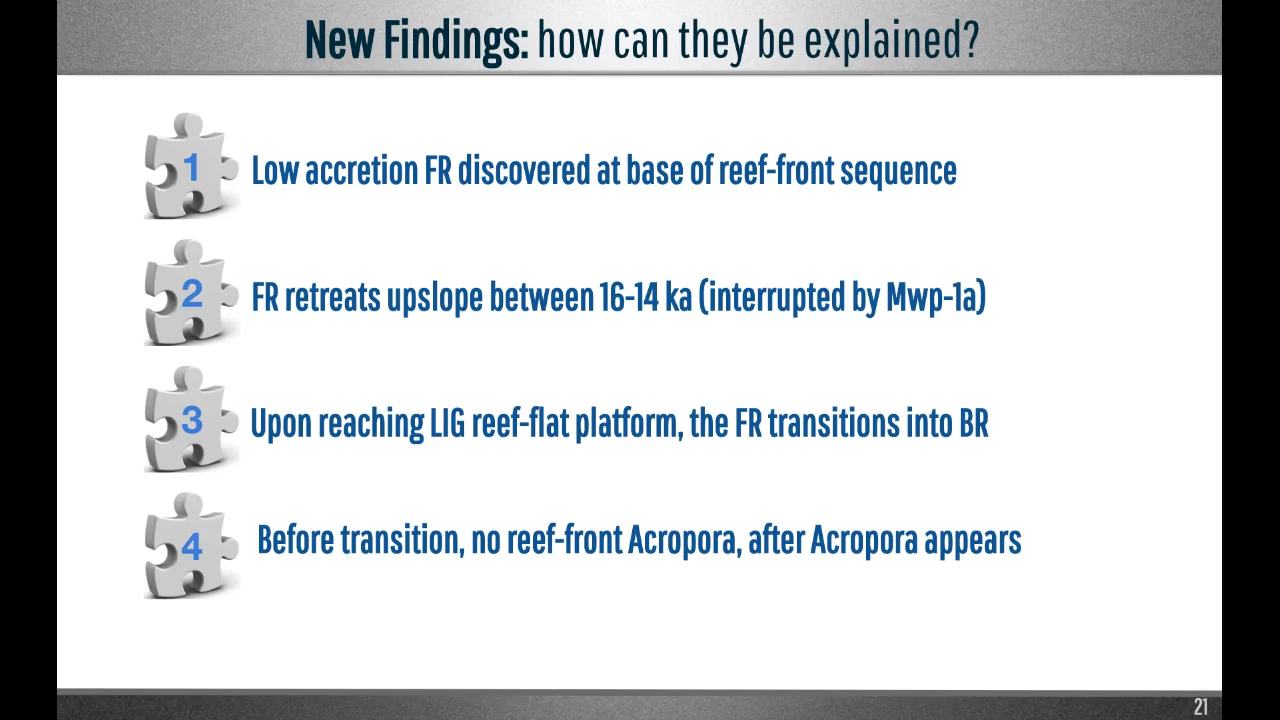 New Findings: how can they be explained?
1 Low accretion FR discovered at base of reef-front sequence
2 FR retreats upslope between 16-14 ka (interrupted by Mwp-1a)
3 Upon reaching LIG reef-flat platform, the FR transitions into BR
4 Before transition, no reef-front Acropora, after Acropora appears
21